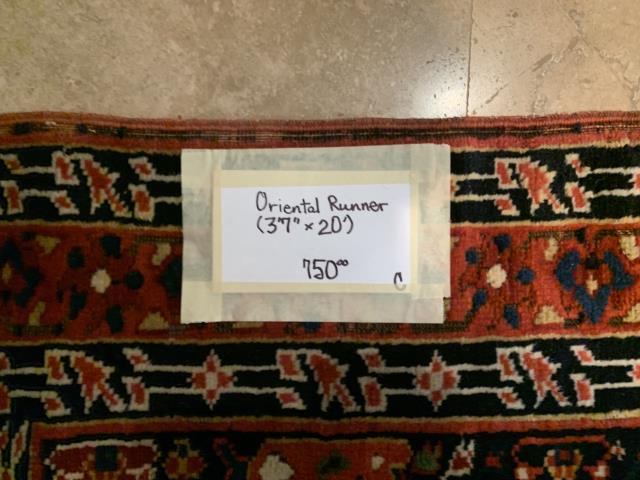 Oriental Runner
(3'7" × 20')
750⁰⁰
C